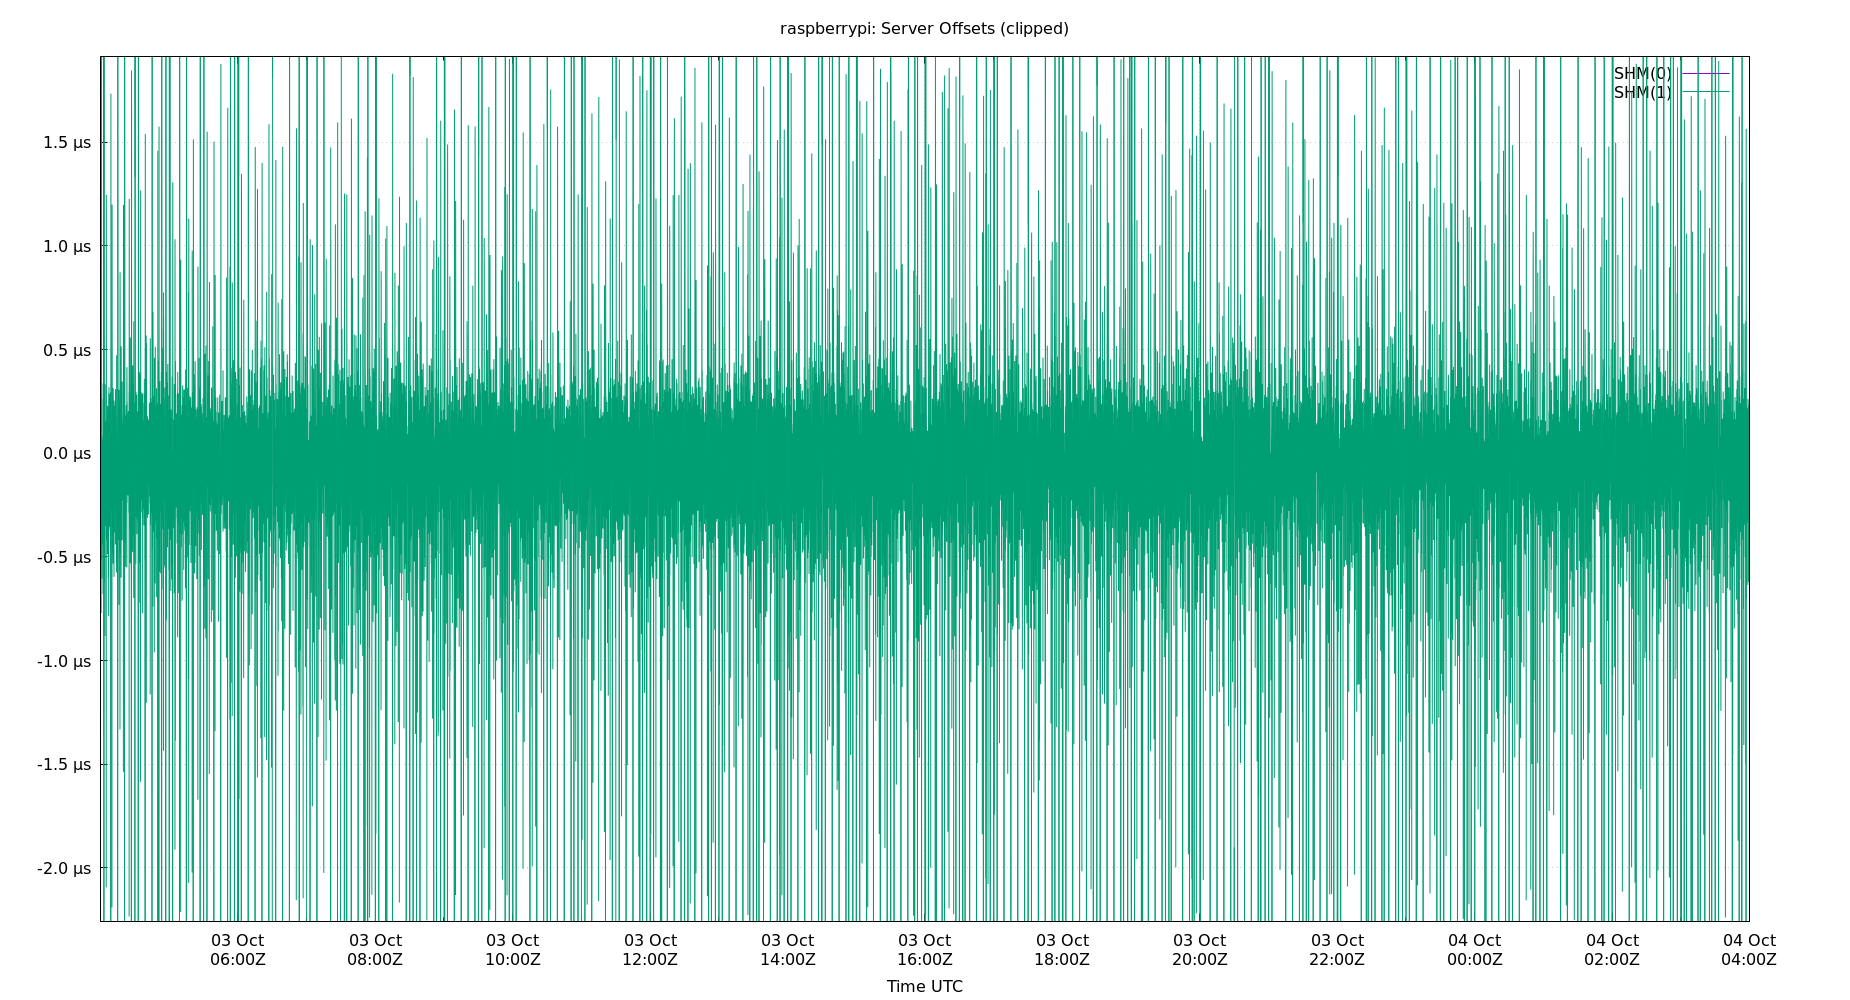 raspberrypi: Server Offsets (clipped)
SHM(0)
SHM(1)
1.5 µs
1.0 µs
0.5 µs
0.0 µs
-0.5 µs
-1.0 µs
-1.5 µs
-2.0 µs
03 Oct 03 Oct 03 Oct 03 Oct 03 Oct 03 Oct 03 Oct 03 Oct 03 Oct 04 Oct 04 Oct 04 Oct
06:00Z 08:00Z 10:00Z 12:00Z 14:00Z 16:00Z 18:00Z 20:00Z 22:00Z 00:00Z 02:00Z 04:00Z
Time UTC